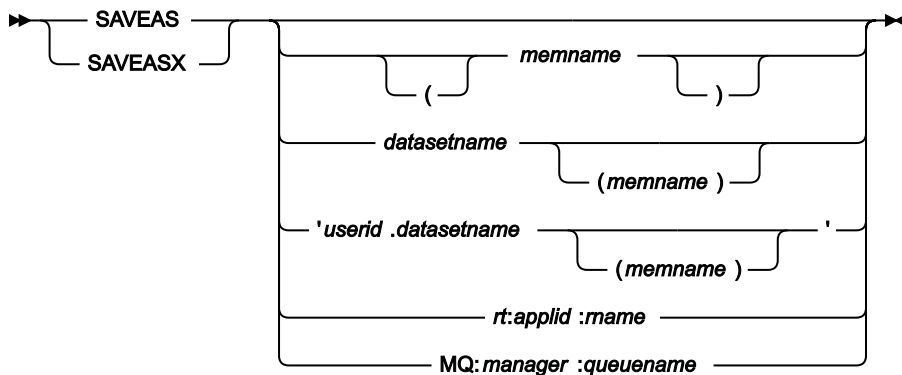 SAVEAS
SAVEASX
memname
( )
datasetname
(memname )
'userid .datasetname '
(memname )
rt:applid :rname
MQ:manager :queuename